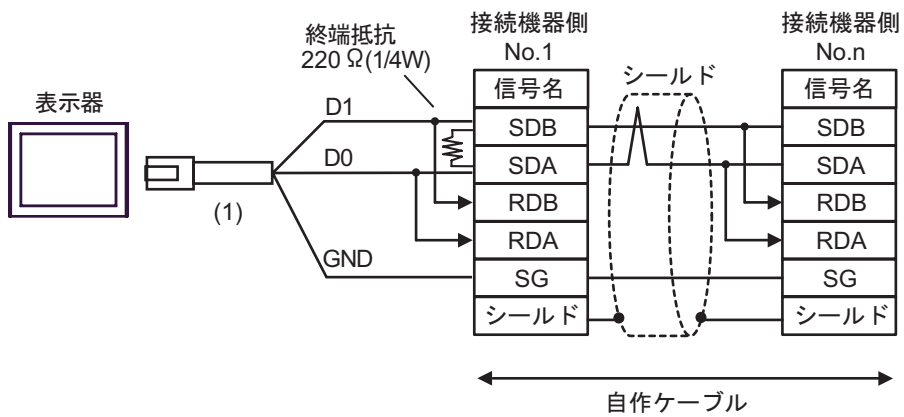 表示器
(1)
D1
D0
GND
終端抵抗
220 Ω(1/4W)
接続機器側
No.1
信号名
SDB
SDA
RDB
RDA
SG
シールド
シールド
接続機器側
No.n
信号名
SDB
SDA
RDB
RDA
SG
シールド
自作ケーブル